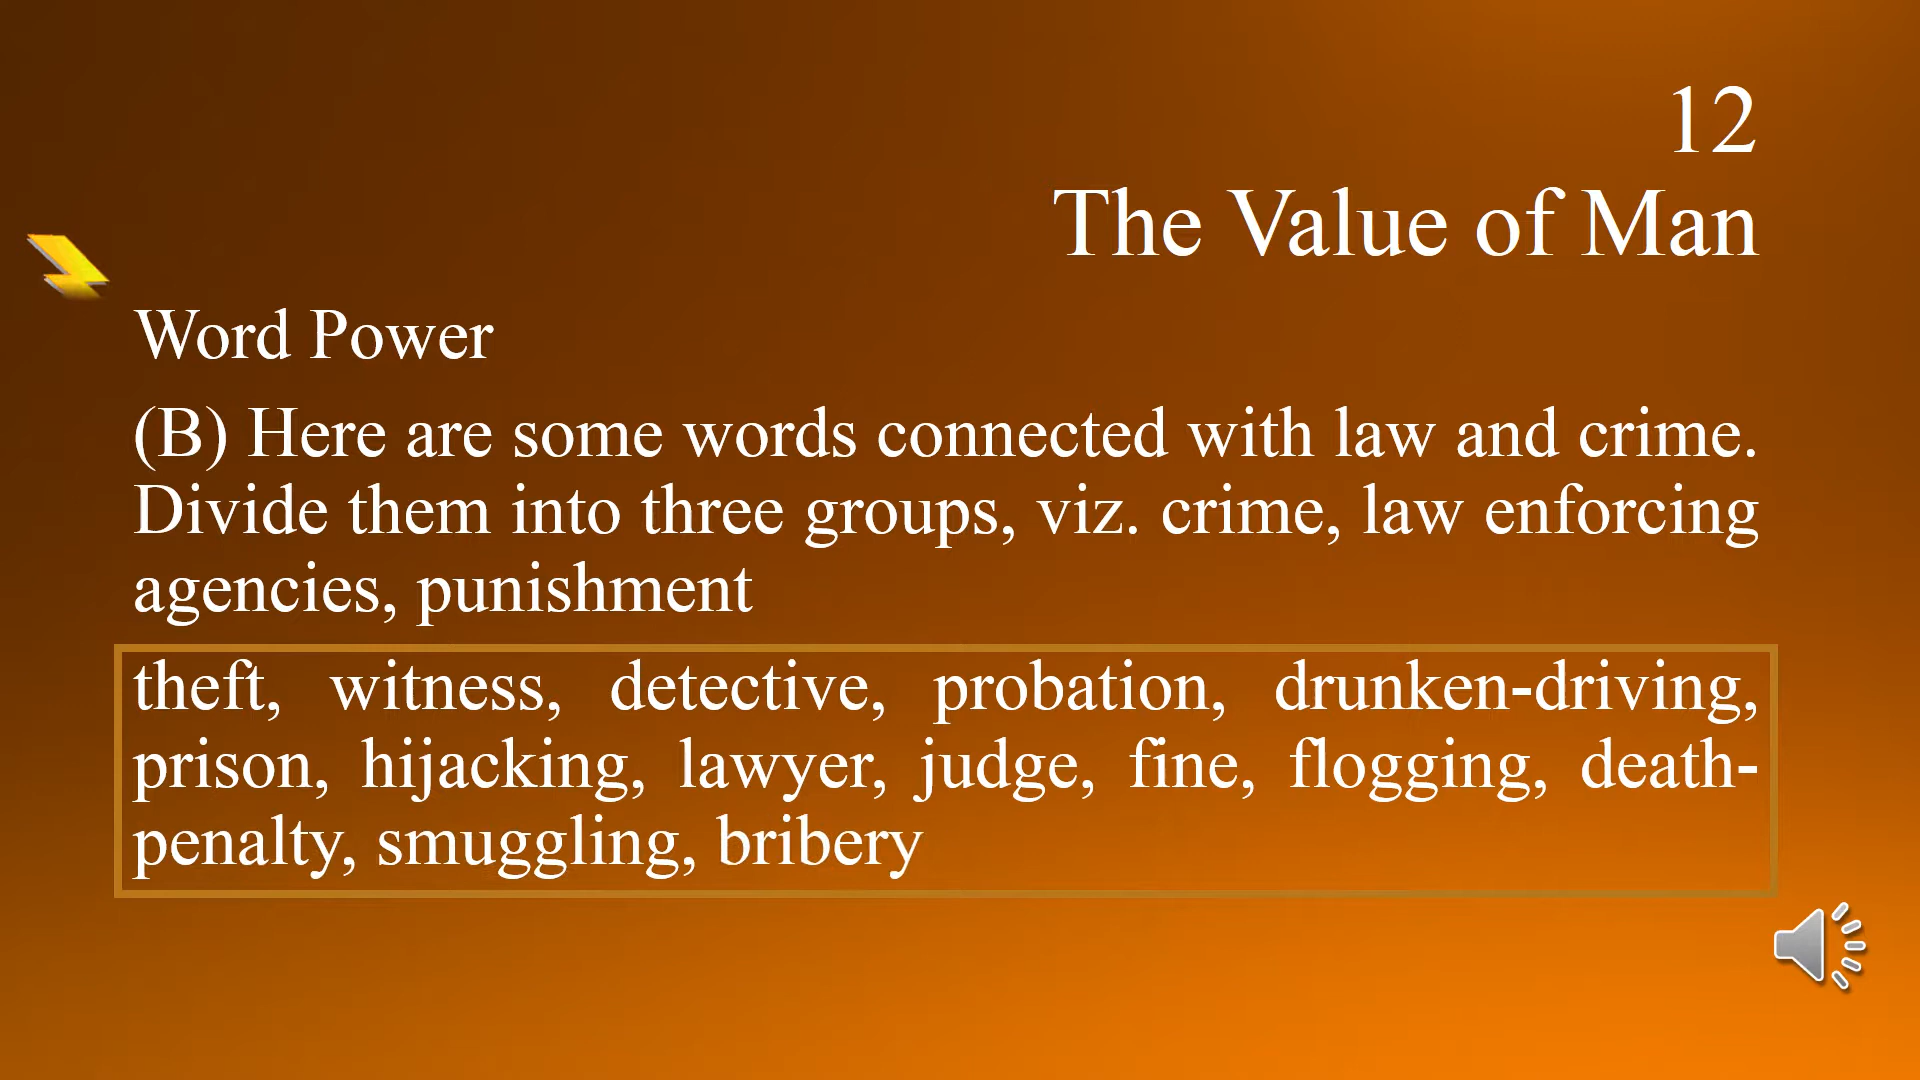 12
The Value of Man
Word Power
(B) Here are some words connected with law and crime.
Divide them into three groups, viz. crime, law enforcing
agencies, punishment
theft, witness, detective, probation, drunken-driving,
prison, hijacking, lawyer, judge, fine, flogging, death-
penalty, smuggling, bribery